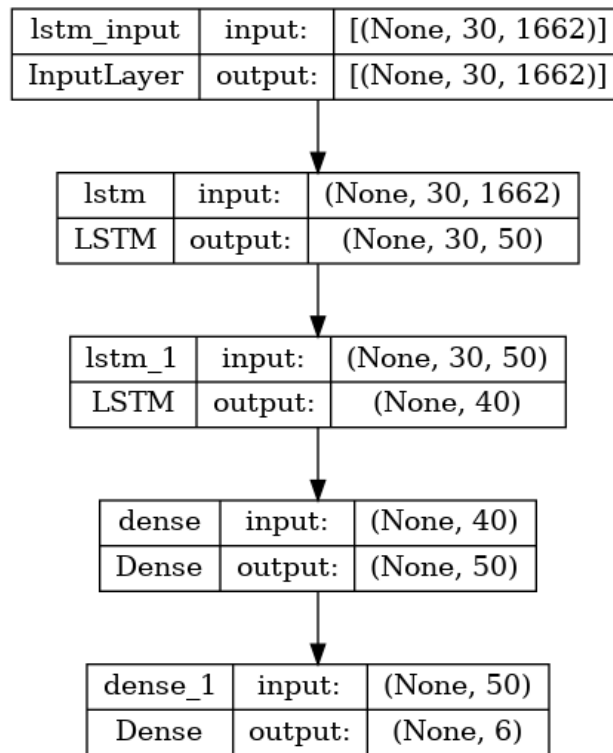 lstm_input input: [(None, 30, 1662)]
InputLayer output: [(None, 30, 1662)]
lstm input: (None, 30, 1662)
LSTM output: (None, 30, 50)
lstm_1 input: (None, 30, 50)
LSTM output: (None, 40)
dense input: (None, 40)
Dense output: (None, 50)
dense_1 input: (None, 50)
Dense output: (None, 6)